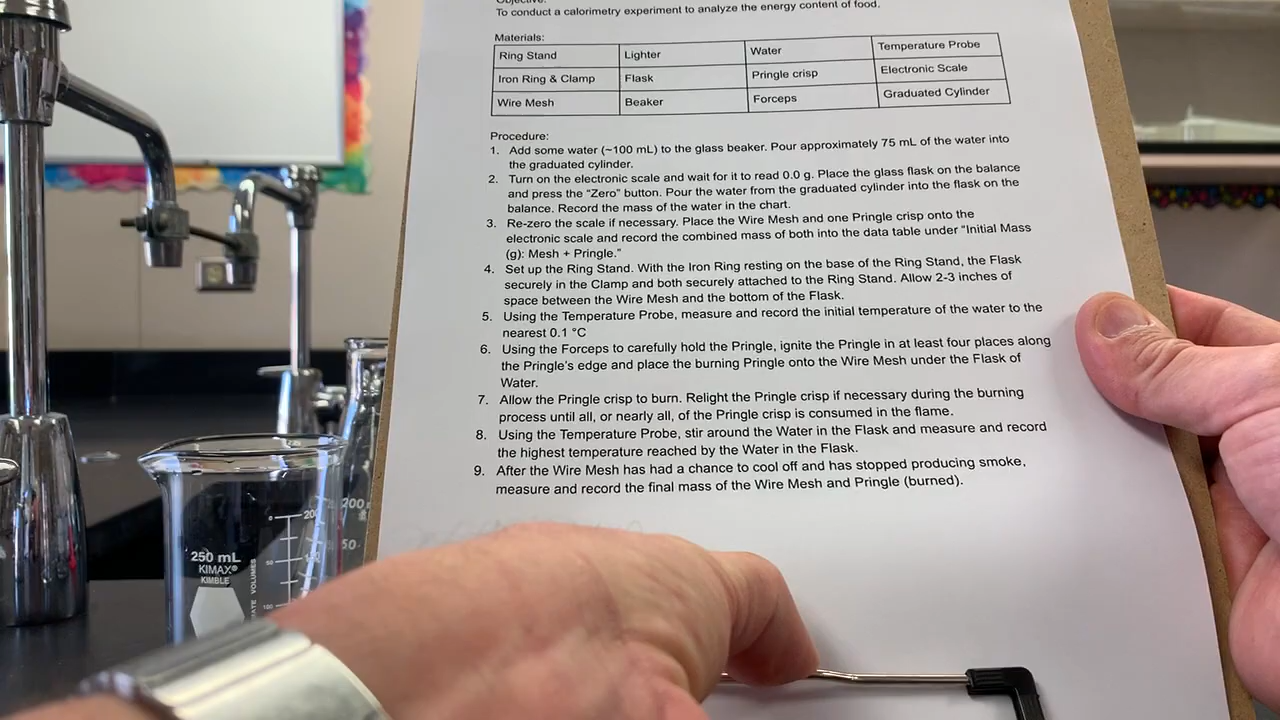 Objective:
To conduct a calorimetry experiment to analyze the energy content of food.
Materials:
Ring Stand Lighter Water Temperature Probe
Iron Ring & Clamp Flask Pringle crisp Electronic Scale
Wire Mesh Beaker Forceps Graduated Cylinder
Procedure:
1. Add some water (~100 mL) to the glass beaker. Pour approximately 75 mL of the water into
the graduated cylinder.
2. Turn on the electronic scale and wait for it to read 0.0 g. Place the glass flask on the balance
and press the "Zero" button. Pour the water from the graduated cylinder into the flask on the
balance. Record the mass of the water in the chart.
3. Re-zero the scale if necessary. Place the Wire Mesh and one Pringle crisp onto the
electronic scale and record the combined mass of both into the data table under "Initial Mass
(g): Mesh + Pringle."
4. Set up the Ring Stand. With the Iron Ring resting on the base of the Ring Stand, the Flask
securely in the Clamp and both securely attached to the Ring Stand. Allow 2-3 inches of
space between the Wire Mesh and the bottom of the Flask.
5. Using the Temperature Probe, measure and record the initial temperature of the water to the
nearest 0.1 °C
6. Using the Forceps to carefully hold the Pringle, ignite the Pringle in at least four places along
the Pringle's edge and place the burning Pringle onto the Wire Mesh under the Flask of
Water.
7. Allow the Pringle crisp to burn. Relight the Pringle crisp if necessary during the burning
process until all, or nearly all, of the Pringle crisp is consumed in the flame.
8. Using the Temperature Probe, stir around the Water in the Flask and measure and record
the highest temperature reached by the Water in the Flask.
9. After the Wire Mesh has had a chance to cool off and has stopped producing smoke,
measure and record the final mass of the Wire Mesh and Pringle (burned).
250 mL
KIMAX®
KIMBLE
200
50
100
VOLUMES
200
50